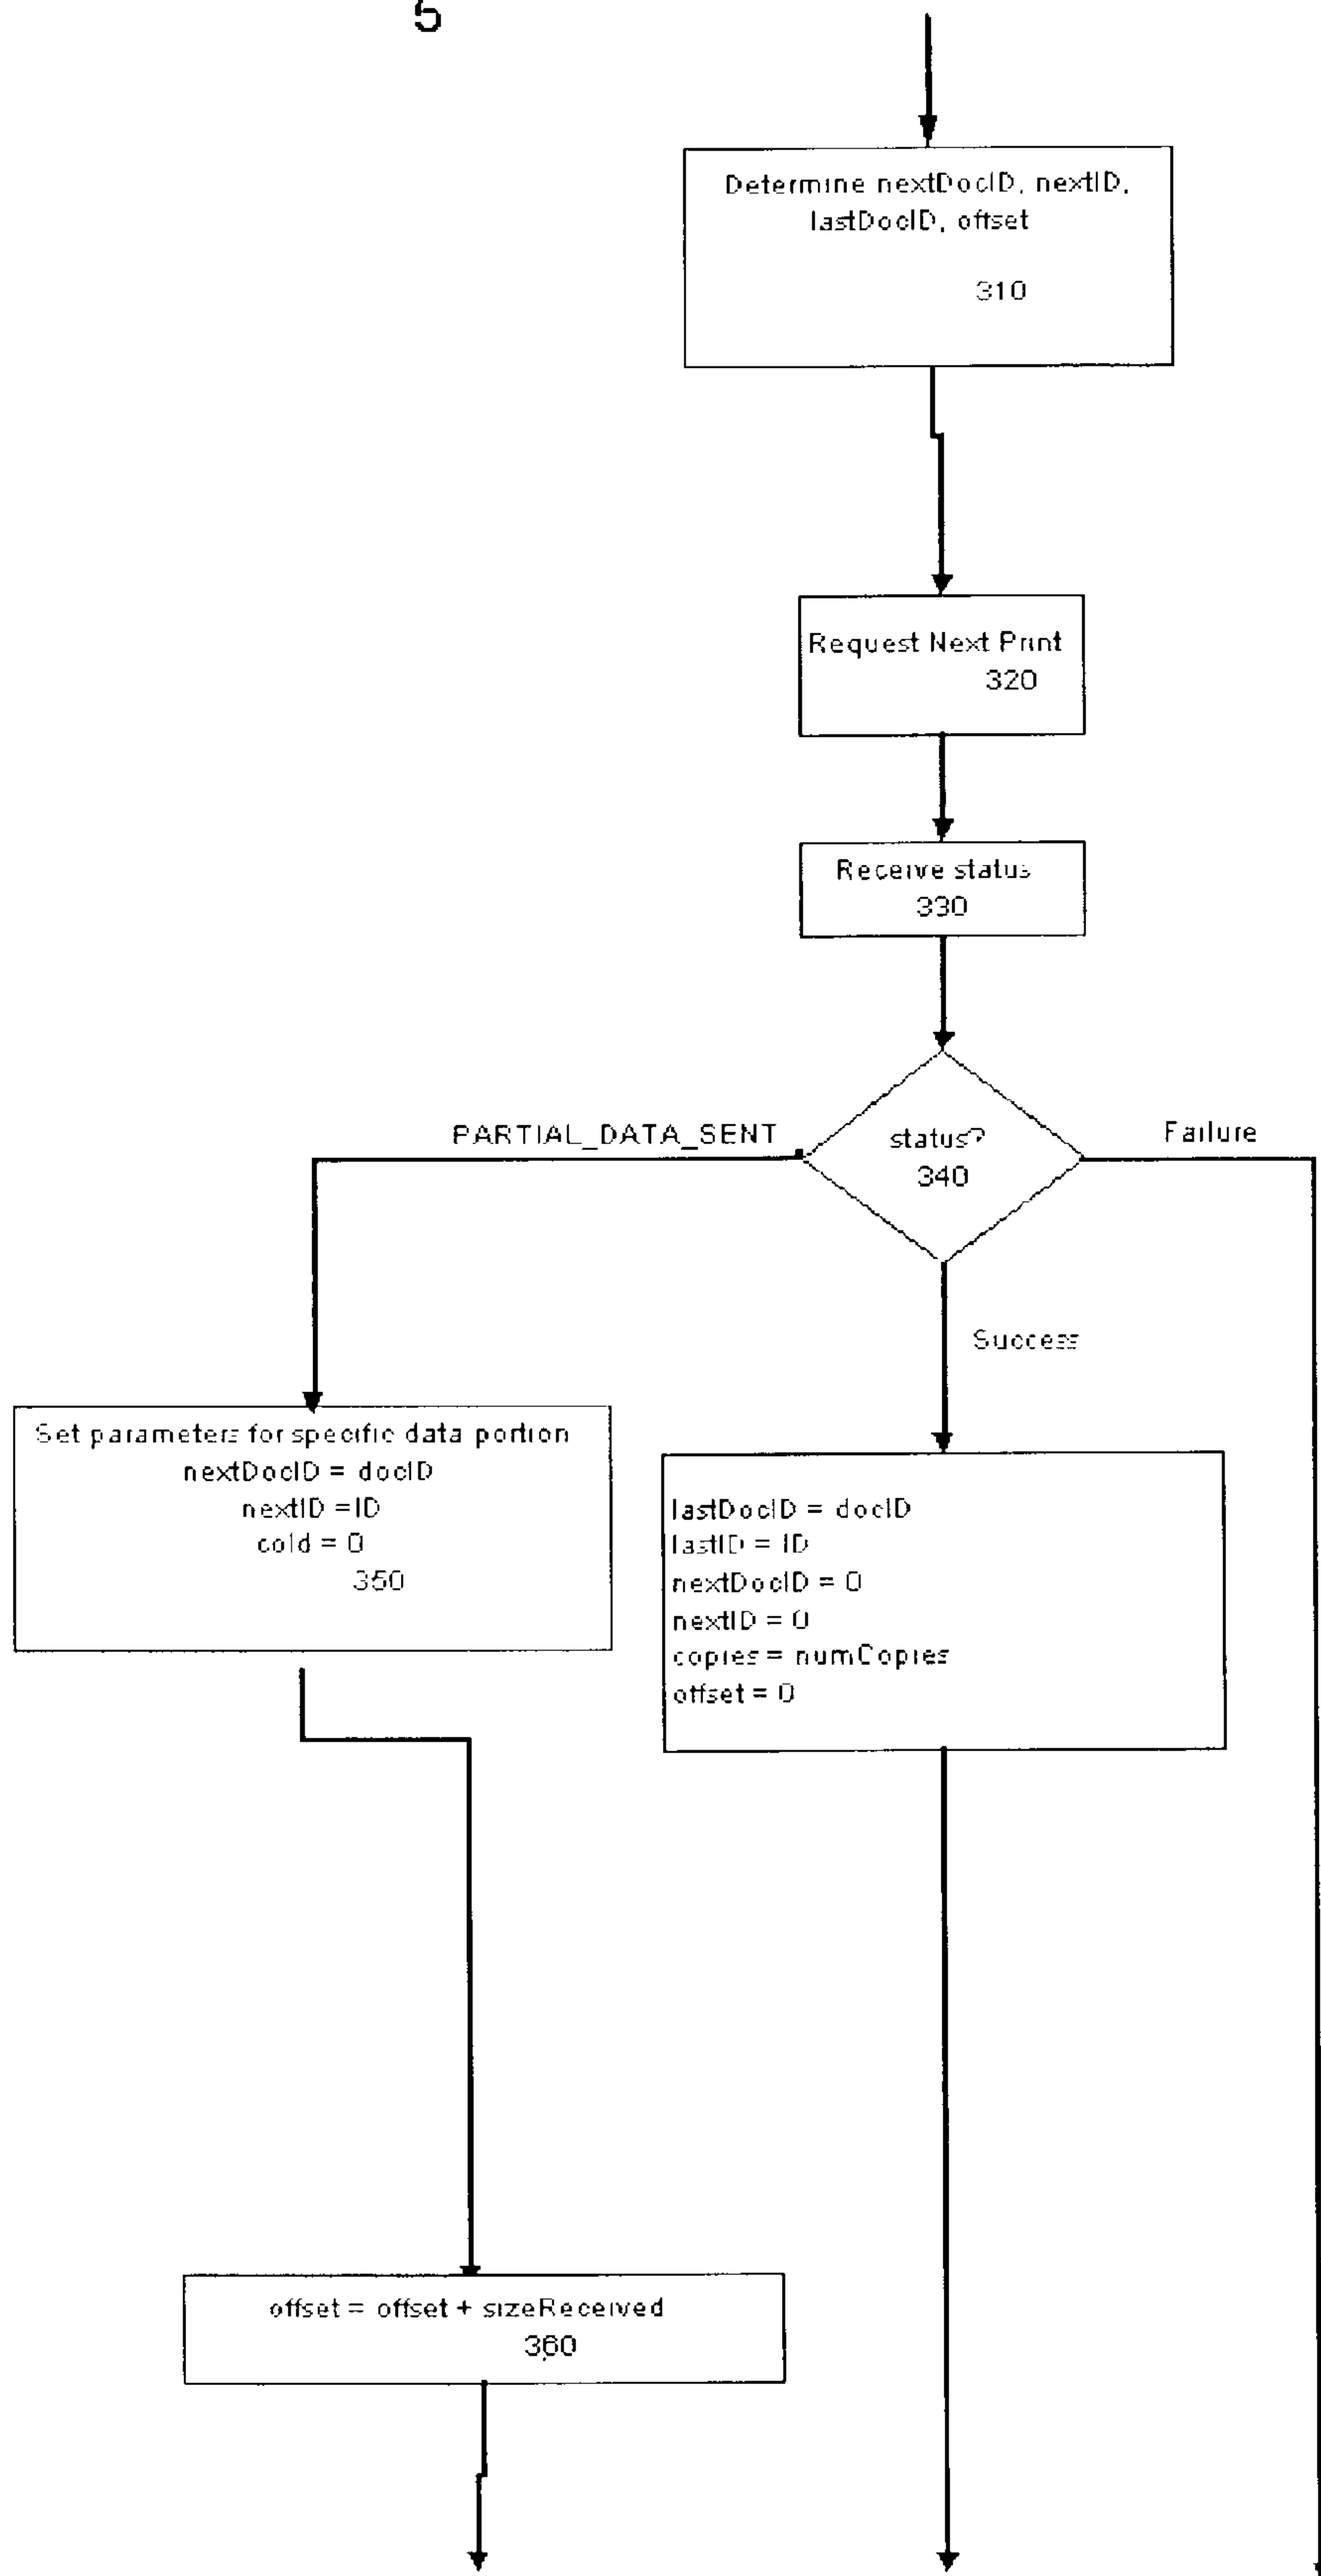 5
Determine nextDocID, nextID,
lastDocID, offset
310
Request Next Print
320
Receive status
330
PARTIAL_DATA_SENT
status?
340
Failure
Success
Set parameters for specific data portion
nextDocID = docID
nextID =ID
cold = 0
350
lastDocID = docID
lastID = ID
nextDocID = 0
nextID = 0
copies = numCopies
offset = 0
offset = offset + sizeReceived
360